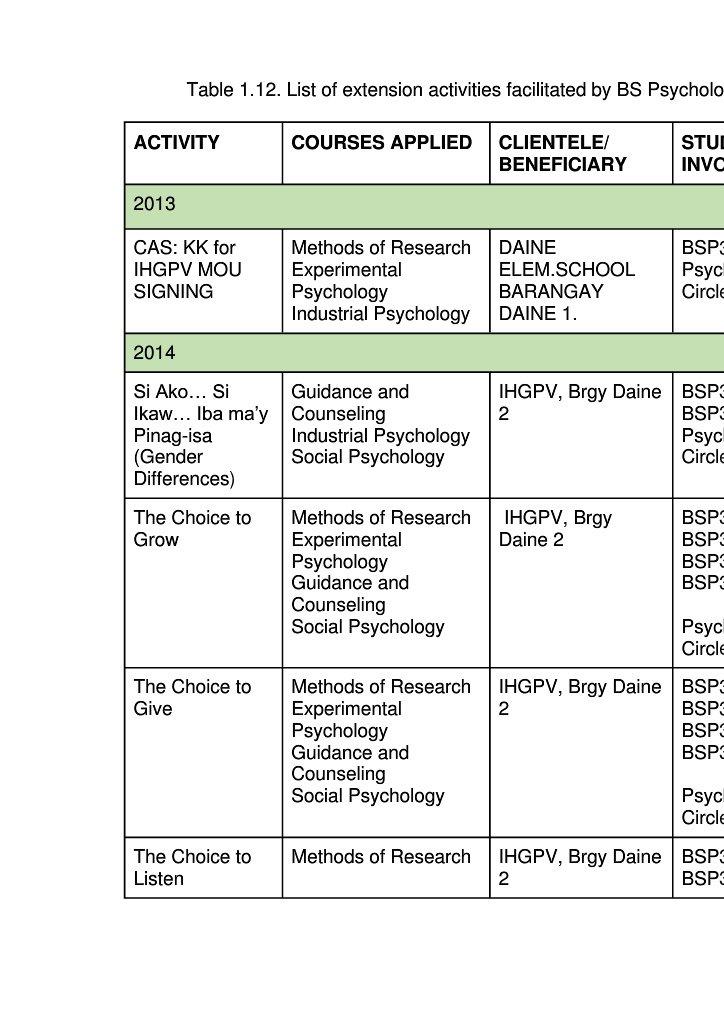 Table 1.12. List of extension activities facilitated by BS Psycholo
ACTIVITY
COURSES APPLIED
CLIENTELE/
BENEFICIARY
STU
INVO
2013
CAS: KK for
IHGPV MOU
SIGNING
Methods of Research
Experimental
Psychology
Industrial Psychology
DAINE
ELEM.SCHOOL
BARANGAY
DAINE 1.
BSP3
Psych
Circle
2014
Si Ako… Si
Ikaw… Iba ma’y
Pinag-isa
(Gender
Differences)
Guidance and
Counseling
Industrial Psychology
Social Psychology
IHGPV, Brgy Daine
2
BSP3
BSP3
Psych
Circle
The Choice to
Grow
Methods of Research
Experimental
Psychology
Guidance and
Counseling
Social Psychology
IHGPV, Brgy
Daine 2
BSP3
BSP3
BSP3
BSP3
Psych
Circle
The Choice to
Give
Methods of Research
Experimental
Psychology
Guidance and
Counseling
Social Psychology
IHGPV, Brgy Daine
2
BSP3
BSP3
BSP3
BSP3
Psych
Circle
The Choice to
Listen
Methods of Research
IHGPV, Brgy Daine
2
BSP3
BSP3